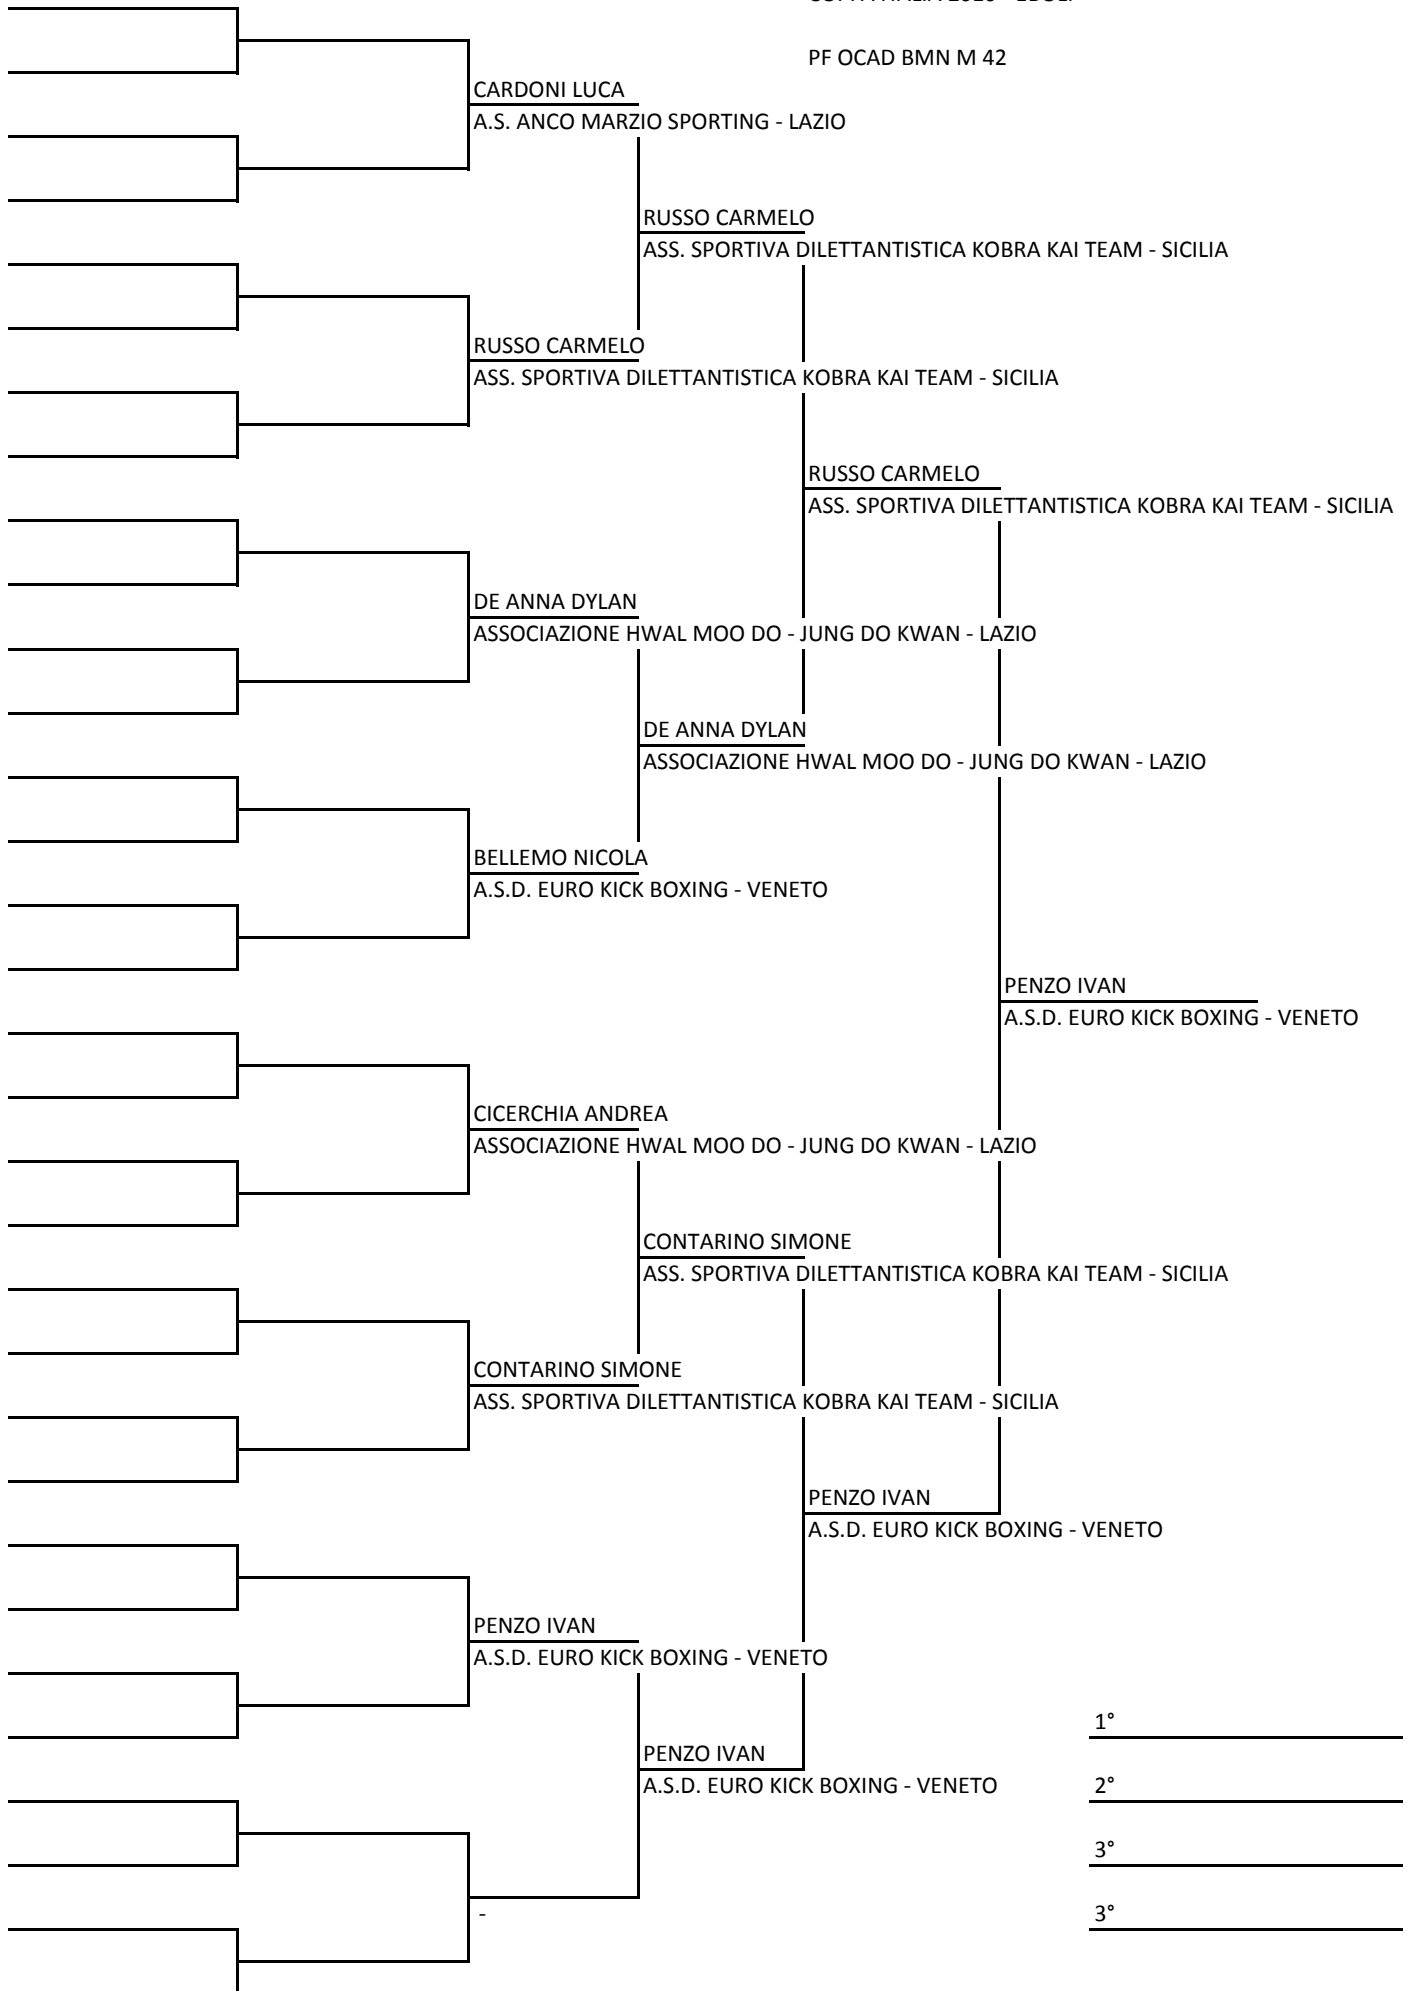 PF OCAD BMN M 42
CARDONI LUCA
A.S. ANCO MARZIO SPORTING - LAZIO
RUSSO CARMELO
ASS. SPORTIVA DILETTANTISTICA KOBRA KAI TEAM - SICILIA
RUSSO CARMELO
ASS. SPORTIVA DILETTANTISTICA KOBRA KAI TEAM - SICILIA
RUSSO CARMELO
ASS. SPORTIVA DILETTANTISTICA KOBRA KAI TEAM - SICILIA
DE ANNA DYLAN
ASSOCIAZIONE HWAL MOO DO - JUNG DO KWAN - LAZIO
DE ANNA DYLAN
ASSOCIAZIONE HWAL MOO DO - JUNG DO KWAN - LAZIO
BELLEMO NICOLA
A.S.D. EURO KICK BOXING - VENETO
PENZO IVAN
A.S.D. EURO KICK BOXING - VENETO
CICERCHIA ANDREA
ASSOCIAZIONE HWAL MOO DO - JUNG DO KWAN - LAZIO
CONTARINO SIMONE
ASS. SPORTIVA DILETTANTISTICA KOBRA KAI TEAM - SICILIA
CONTARINO SIMONE
ASS. SPORTIVA DILETTANTISTICA KOBRA KAI TEAM - SICILIA
PENZO IVAN
A.S.D. EURO KICK BOXING - VENETO
PENZO IVAN
A.S.D. EURO KICK BOXING - VENETO
1°
PENZO IVAN
A.S.D. EURO KICK BOXING - VENETO
2°
3°
-
3°